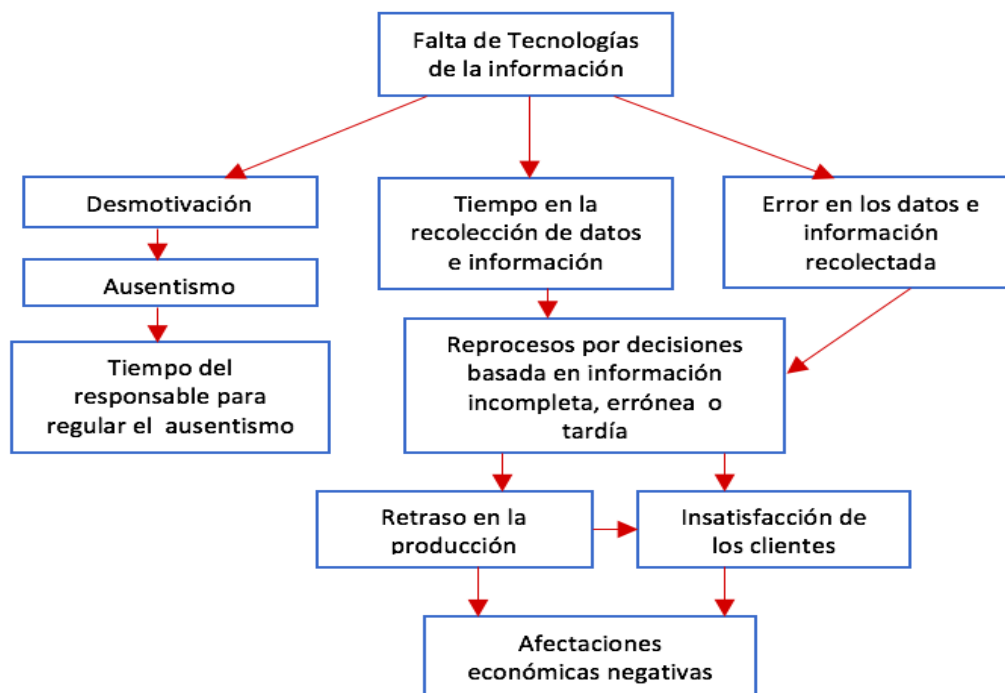 Falta de Tecnologías
de la información
Desmotivación
Tiempo en la
recolección de datos
e información
Error en los datos e
información
recolectada
Ausentismo
Tiempo del
responsable para
regular el ausentismo
Reprocesos por decisiones
basada en información
incompleta, errónea o
tardía
Retraso en la
producción
Insatisfacción de
los clientes
Afectaciones
económicas negativas